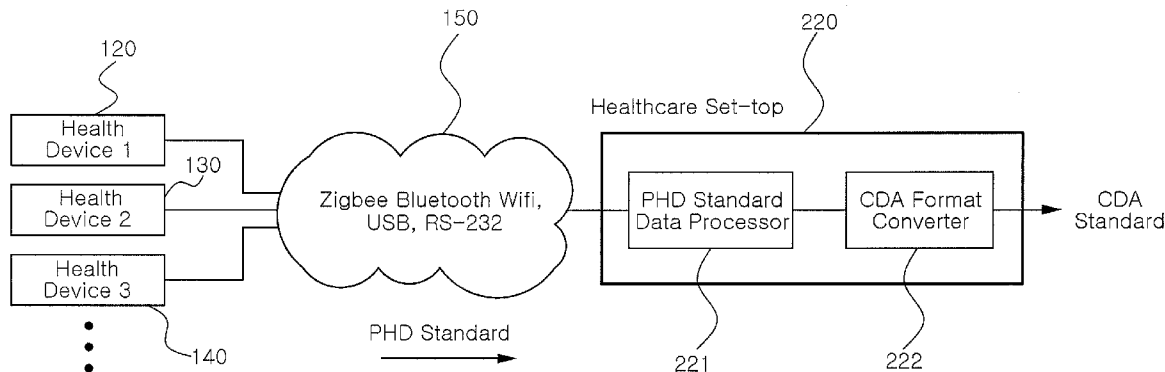 150
220
120
Healthcare Set-top
Health
Device 1
130
Health
Device 2
Zigbee Bluetooth Wifi,
USB, RS-232
PHD Standard
Data Processor
CDA Format
Converter
CDA
Standard
Health
Device 3
PHD Standard
140
221
222